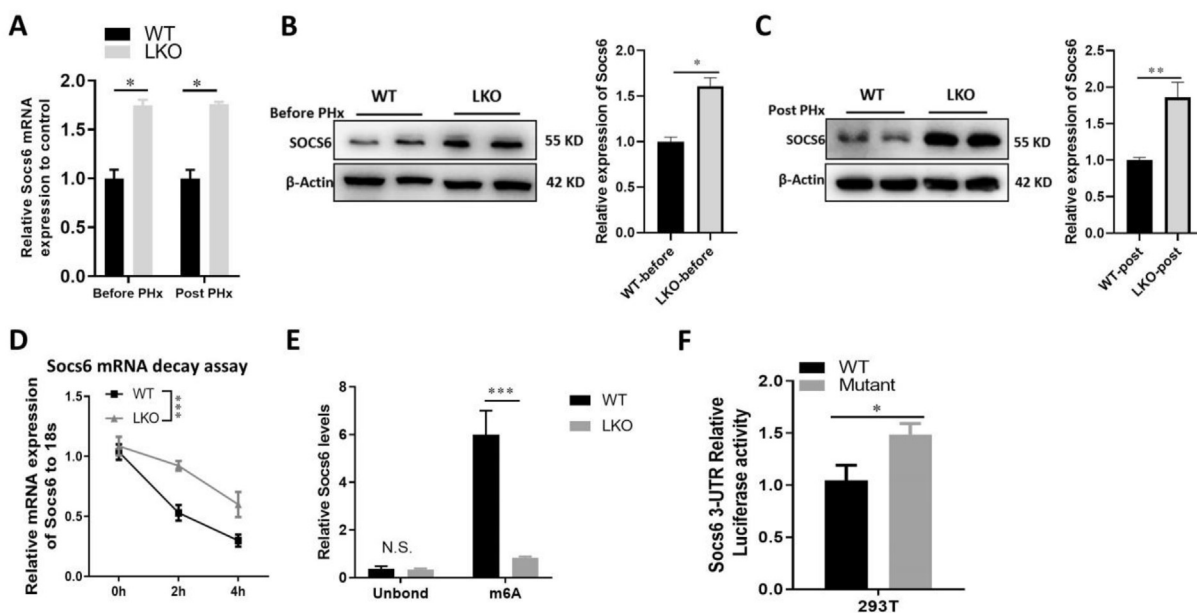 A
WT
LKO
Relative Socs6 mRNA
expression to control
2.0
1.5
1.0
0.5
0.0
*
*
Before PHx
Post PHx
B
WT
LKO
Before PHx
SOCS6
55 KD
β-Actin
42 KD
Relative expression of Socs6
2.0
1.5
1.0
0.5
0.0
*
WT-before
LKO-before
C
WT
LKO
Post PHx
SOCS6
55 KD
β-Actin
42 KD
Relative expression of Socs6
2.5
2.0
1.5
1.0
0.5
0.0
**
WT-post
LKO-post
D
Socs6 mRNA decay assay
WT
LKO
***
Relative mRNA expression
of Socs6 to 18s
1.5
1.0
0.5
0.0
0h
2h
4h
E
Relative Socs6 levels
8
6
4
2
0
N.S.
***
WT
LKO
Unbond
m6A
F
WT
Mutant
Socs6 3-UTR Relative
Luciferase activity
2.0
1.5
1.0
0.5
0.0
*
293T